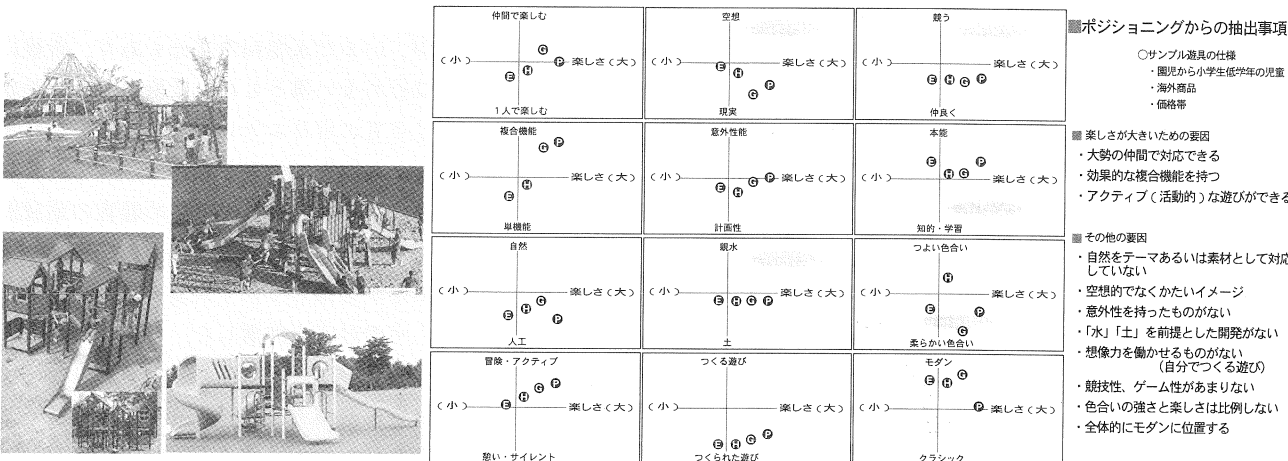 仲間で楽しむ
G
P
(小)
楽しさ(大)
H
E
1人で楽しむ
空想
E
(小)
楽しさ(大)
H
P
G
現実
競う
(小)
楽しさ(大)
E H G P
仲良く
複合機能
G P
(小)
楽しさ(大)
H
E
単機能
意外性能
P
(小)
楽しさ(大)
G
E
H
計画性
本能
E
P
H G
(小)
楽しさ(大)
知的・学習
自然
(小)
楽しさ(大)
G
H
E
P
人工
親水
(小)
楽しさ(大)
E H G P
土
つよい色合い
H
(小)
楽しさ(大)
E
P
G
柔らかい色合い
冒険・アクティブ
G P
H
E
(小)
楽しさ(大)
憩い・サイレント
つくる遊び
(小)
楽しさ(大)
P
G
E H
つくられた遊び
モダン
G
E H
P
(小)
楽しさ(大)
クラシック
■ポジショニングからの抽出事項
○サンプル遊具の仕様
・園児から小学生低学年の児童
・海外商品
・価格帯
■楽しさが大きいための要因
・大勢の仲間で対応できる
・効果的な複合機能を持つ
・アクティブ(活動的)な遊びができる
■その他の要因
・自然をテーマあるいは素材として対応
していない
・空想的でなくかたいイメージ
・意外性を持ったものがない
・「水」「土」を前提とした開発がない
・想像力を働かせるものがない
(自分でつくる遊び)
・競技性、ゲーム性があまりない
・色合いの強さと楽しさは比例しない
・全体的にモダンに位置する